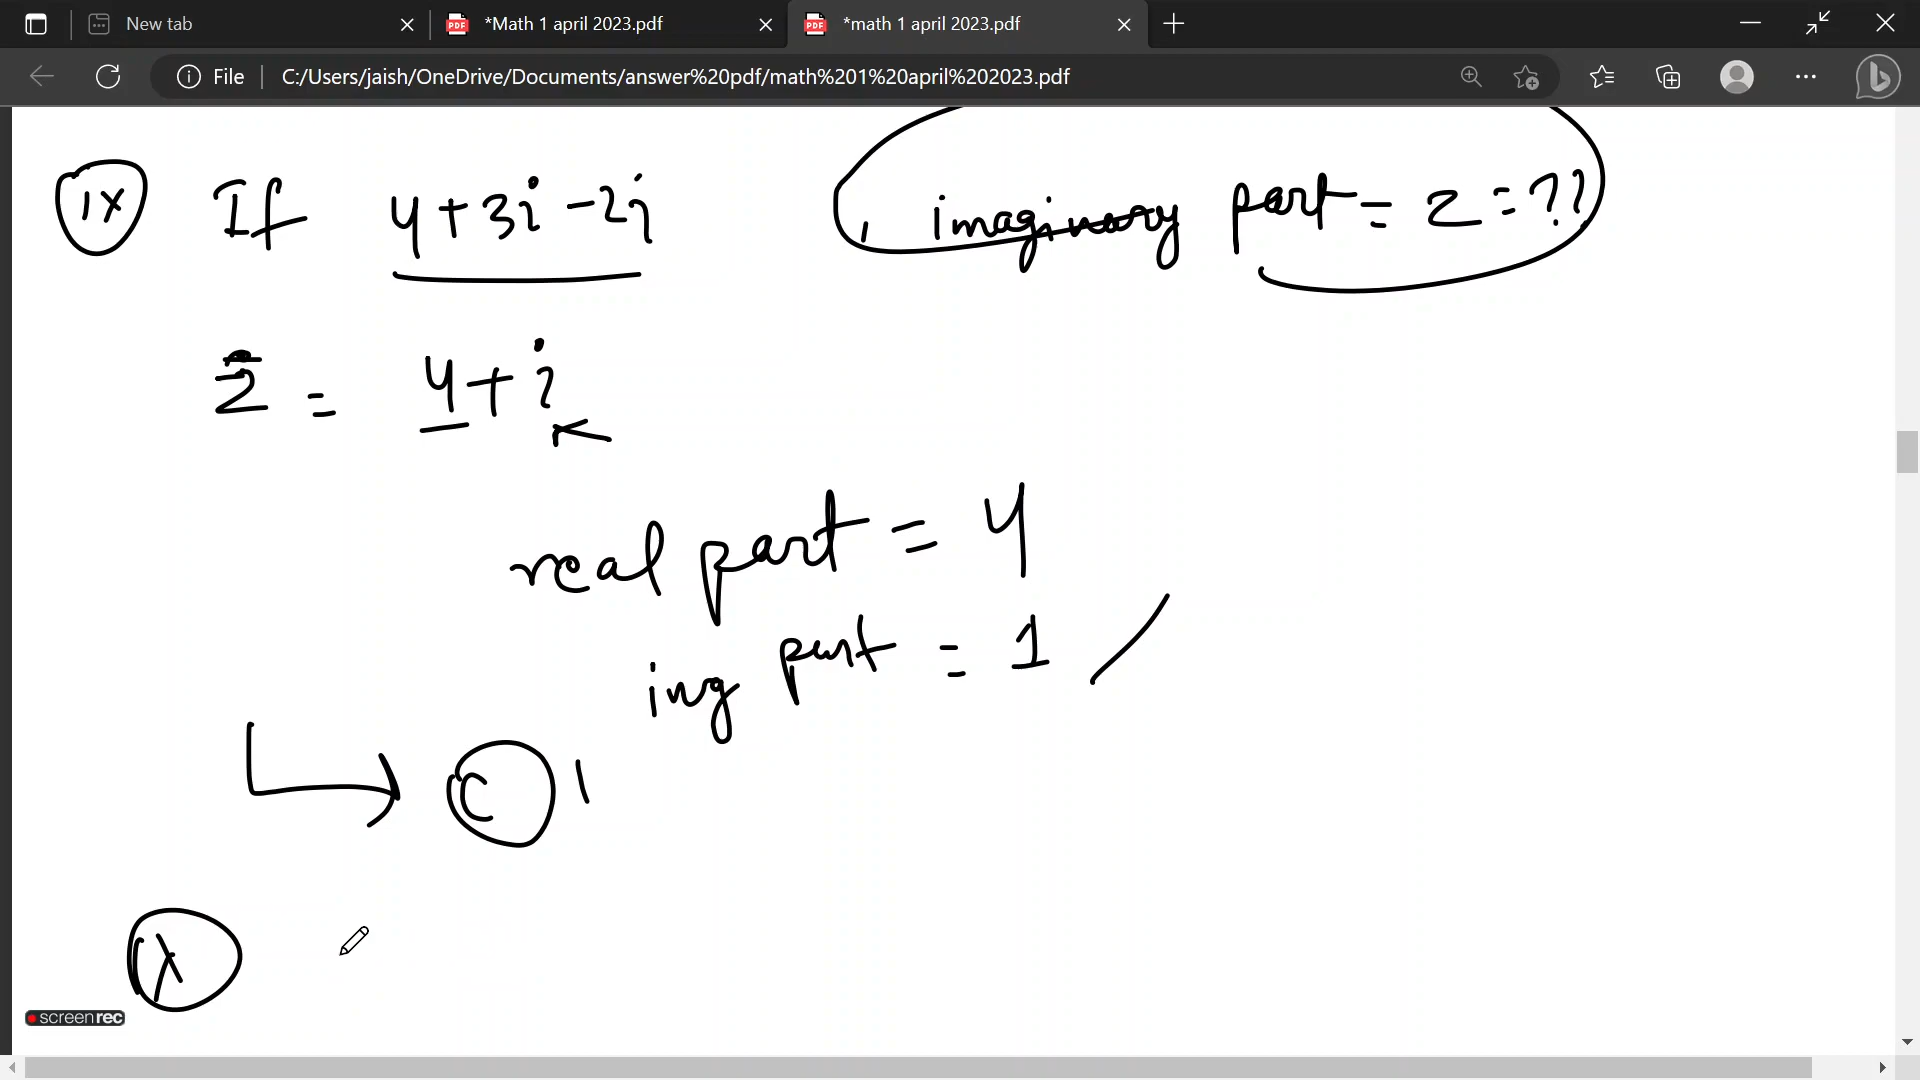 New tab
*Math 1 april 2023.pdf
*math 1 april 2023.pdf
File
C:/Users/jaish/OneDrive/Documents/answer%20pdf/math%201%20april%202023.pdf
ix If 4+3i-2i , imaginary part = z = ??
z = 4+i
real part = 4
img part = 1
C 1
X
screenrec